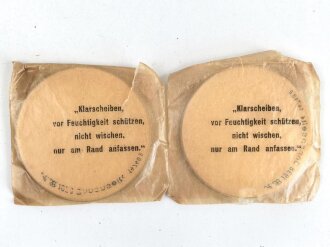 „Klarscheiben,
vor Feuchtigkeit schützen,
nicht wischen,
nur am Rand anfassen.“
„Klarscheiben,
vor Feuchtigkeit schützen,
nicht wischen,
nur am Rand anfassen.“